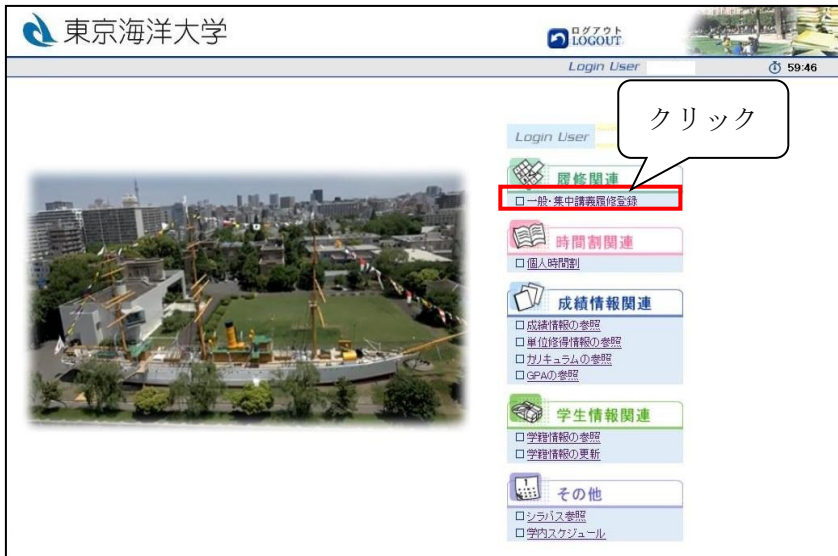 東京海洋大学
ログアウト
LOGOUT
Login User
59:46
クリック
Login User
履修関連
一般・集中講義履修登録
時間割関連
個人時間割
成績情報関連
成績情報の参照
単位修得情報の参照
カリキュラムの参照
GPAの参照
学生情報関連
学籍情報の参照
学籍情報の更新
その他
シラバス参照
学内スケジュール